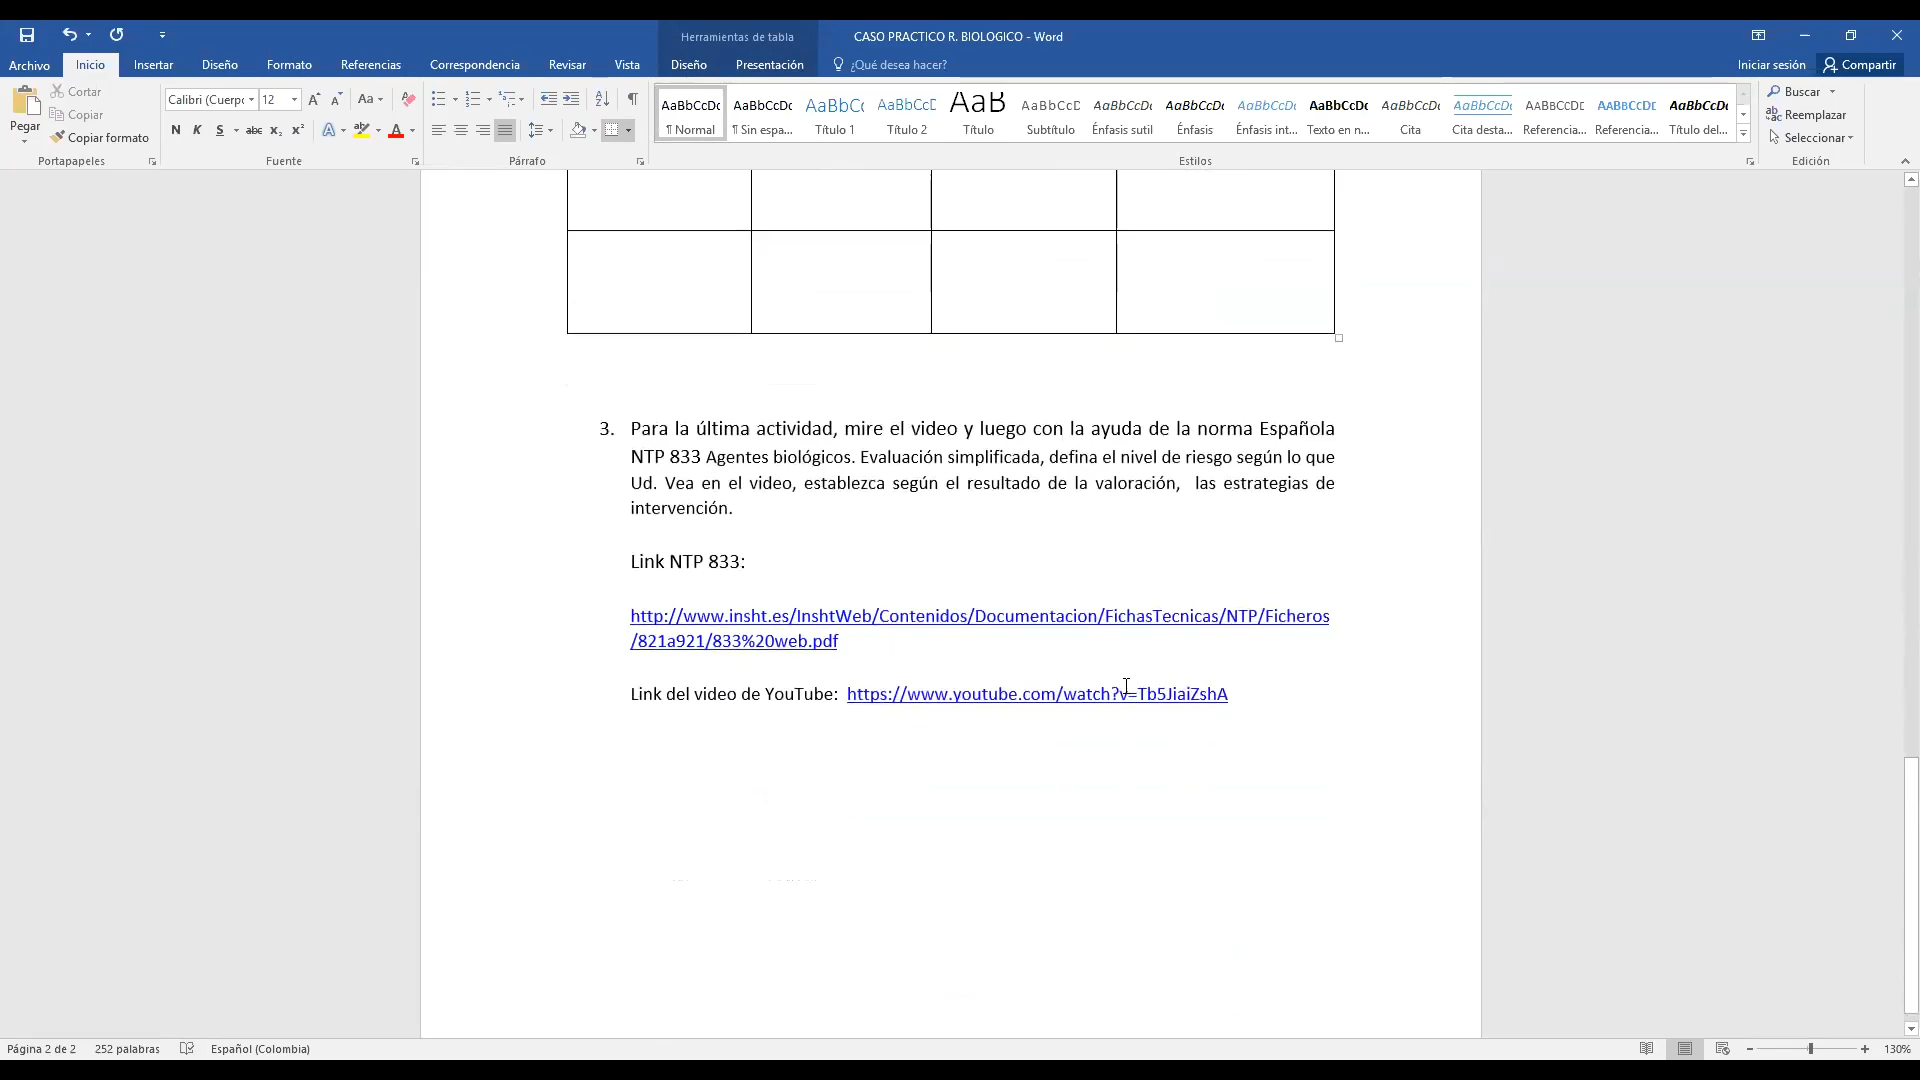 Herramientas de tabla
CASO PRACTICO R. BIOLOGICO - Word
Archivo Inicio Insertar Diseño Formato Referencias Correspondencia Revisar Vista Diseño Presentación ¿Qué desea hacer? Iniciar sesión Compartir
Pegar
Cortar
Copiar
Copiar formato
Portapapeles
Calibri (Cuerpo 12
Aa
N K S abc x₂ x²
Fuente
Párrafo
AaBbCcDc AaBbCcDc AaBbCc AaBbCcD AaB AaBbCcD AaBbCcDc AaBbCcDc AaBbCcDc AaBbCcDc AaBbCcDc AaBbCcDc AABBCCDD AABBCCDD AaBbCcDc
¶ Normal ¶ Sin espa... Título 1 Título 2 Título Subtítulo Énfasis sutil Énfasis Énfasis int... Texto en n... Cita Cita desta... Referencia... Referencia... Título del...
Estilos
Buscar
Reemplazar
Seleccionar
Edición
3. Para la última actividad, mire el video y luego con la ayuda de la norma Española
NTP 833 Agentes biológicos. Evaluación simplificada, defina el nivel de riesgo según lo que
Ud. Vea en el video, establezca según el resultado de la valoración, las estrategias de
intervención.
Link NTP 833:
http://www.insht.es/InshtWeb/Contenidos/Documentacion/FichasTecnicas/NTP/Ficheros
/821a921/833%20web.pdf
Link del video de YouTube: https://www.youtube.com/watch?v=Tb5JiaiZshA
Página 2 de 2 252 palabras Español (Colombia) 130%